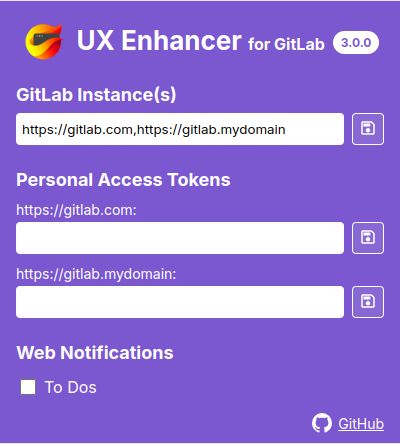 UX Enhancer for GitLab 3.0.0
GitLab Instance(s)
https://gitlab.com,https://gitlab.mydomain
Personal Access Tokens
https://gitlab.com:
https://gitlab.mydomain:
Web Notifications
To Dos
GitHub